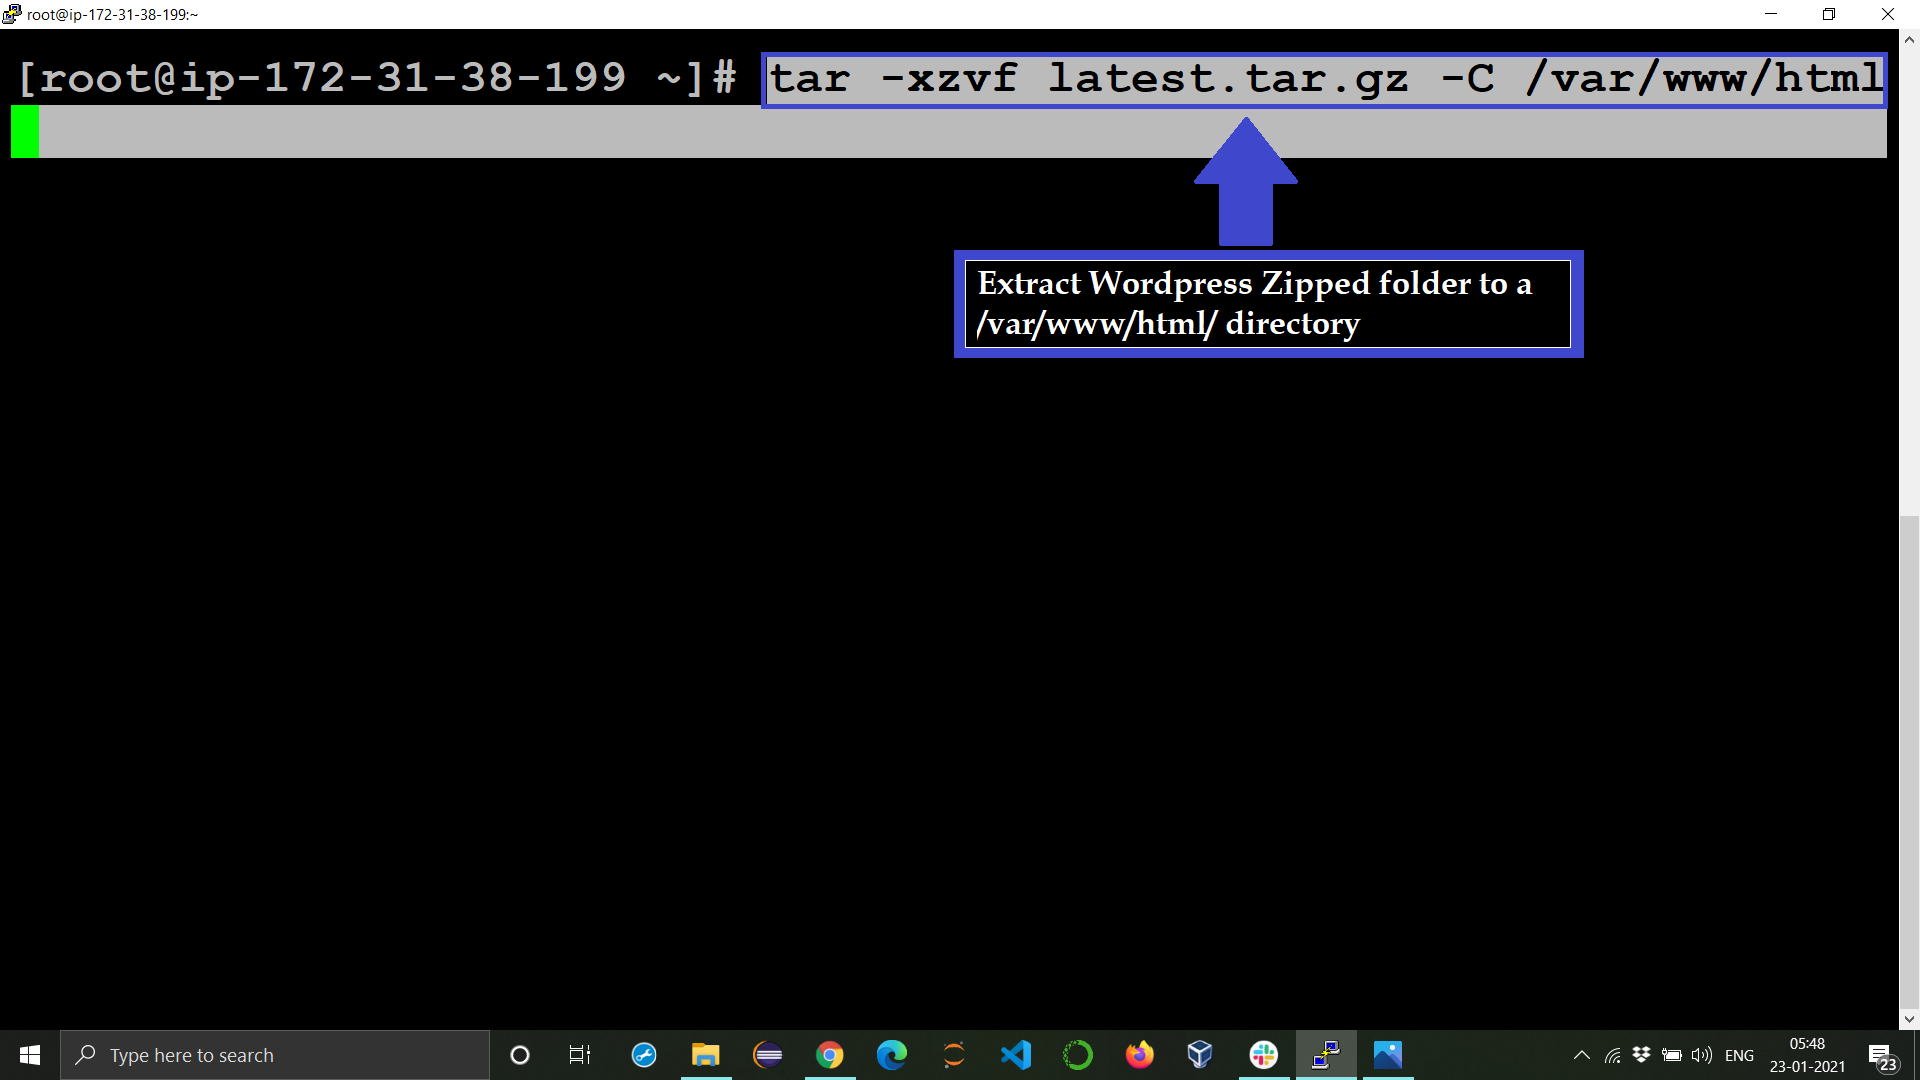 root@ip-172-31-38-199:~
[root@ip-172-31-38-199 ~]# tar -xzvf latest.tar.gz -C /var/www/html
Extract Wordpress Zipped folder to a
/var/www/html/ directory
Type here to search
ENG
05:48
23-01-2021
23